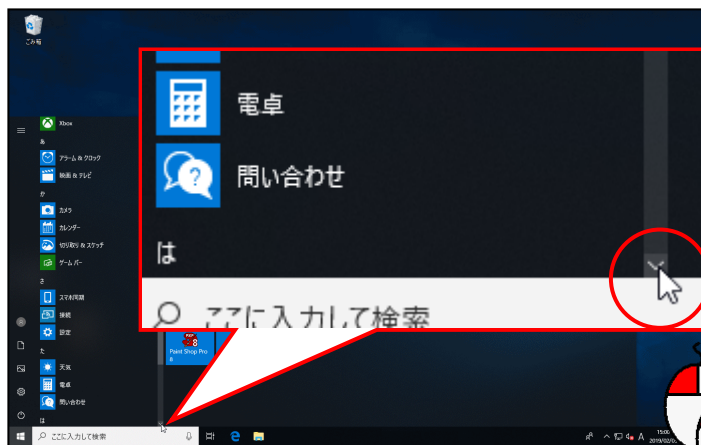 ごみ箱
Xbox
あ
アラーム & クロック
映画 & テレビ
か
カメラ
カレンダー
切り取り & スケッチ
ゲーム バー
さ
スマホ同期
接続
設定
た
天気
電卓
問い合わせ
は
ここに入力して検索
電卓
問い合わせ
は
ここに入力して検索
Paint Shop Pro
8
A
15:00